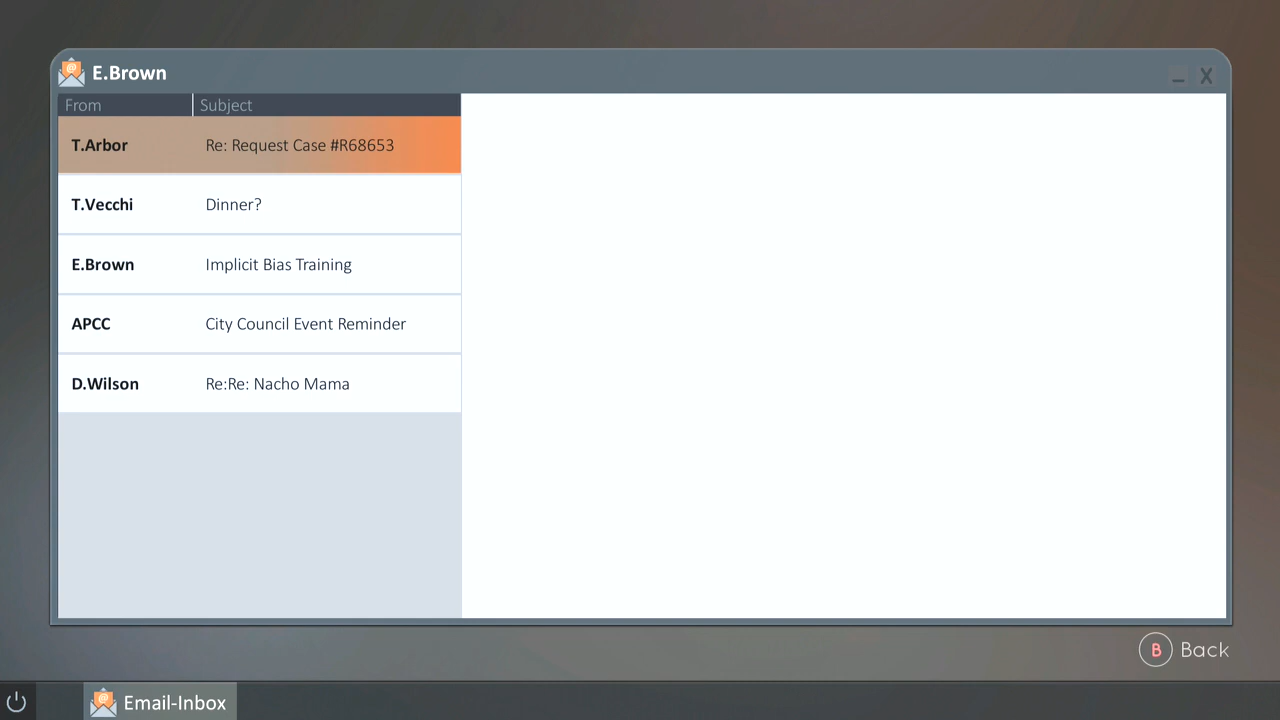 E.Brown
_ X
From Subject
T.Arbor Re: Request Case #R68653
T.Vecchi Dinner?
E.Brown Implicit Bias Training
APCC City Council Event Reminder
D.Wilson Re:Re: Nacho Mama
B Back
@ Email-Inbox